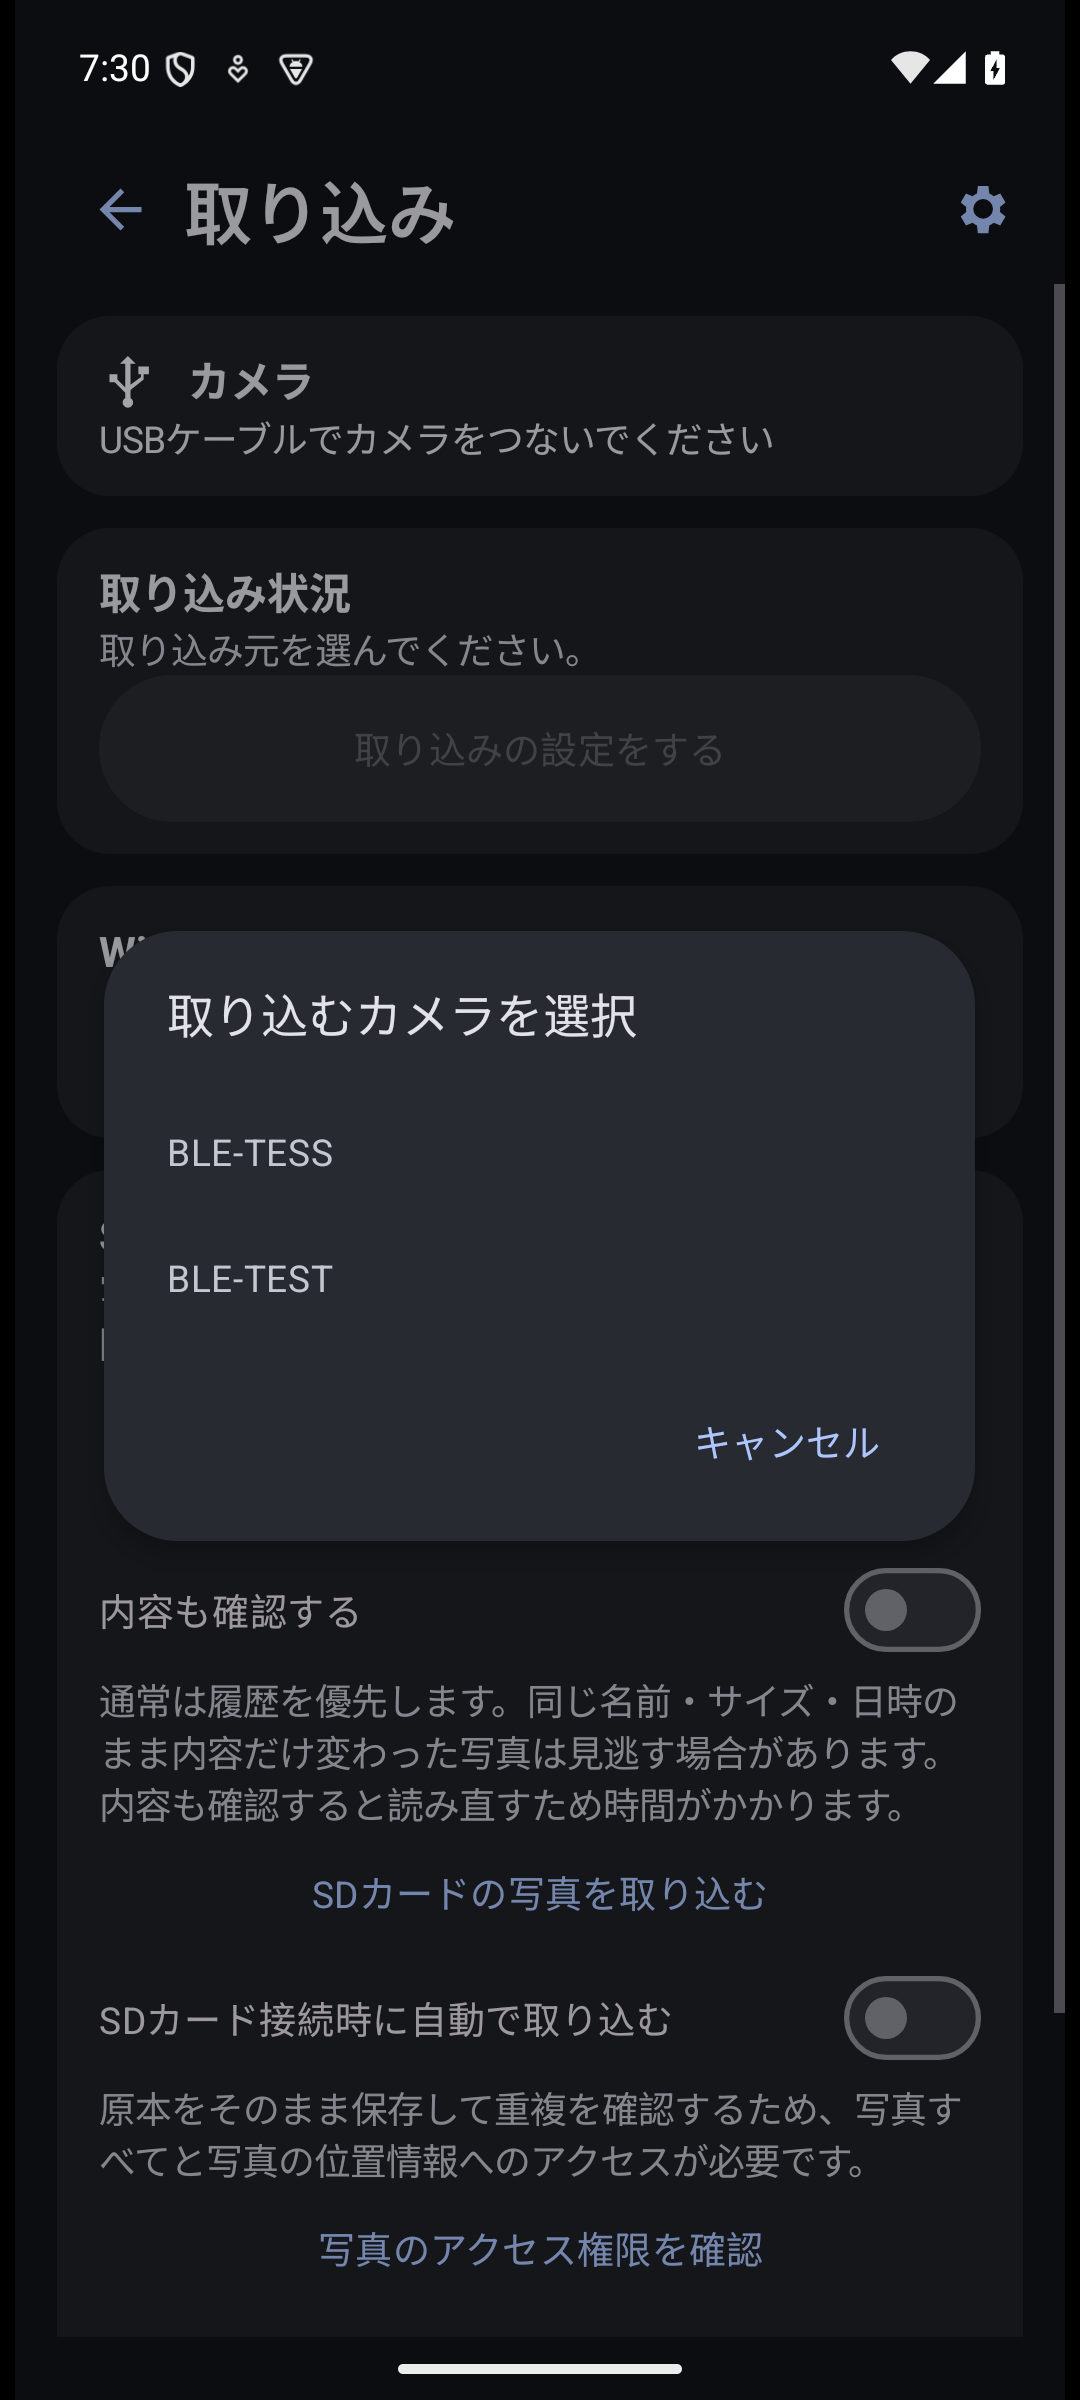 7:30
取り込み
カメラ
USBケーブルでカメラをつないでください
取り込み状況
取り込み元を選んでください。
取り込みの設定をする
取り込むカメラを選択
BLE-TESS
BLE-TEST
キャンセル
内容も確認する
通常は履歴を優先します。同じ名前・サイズ・日時の
まま内容だけ変わった写真は見逃す場合があります。
内容も確認すると読み直すため時間がかかります。
SDカードの写真を取り込む
SDカード接続時に自動で取り込む
原本をそのまま保存して重複を確認するため、写真す
べてと写真の位置情報へのアクセスが必要です。
写真のアクセス権限を確認